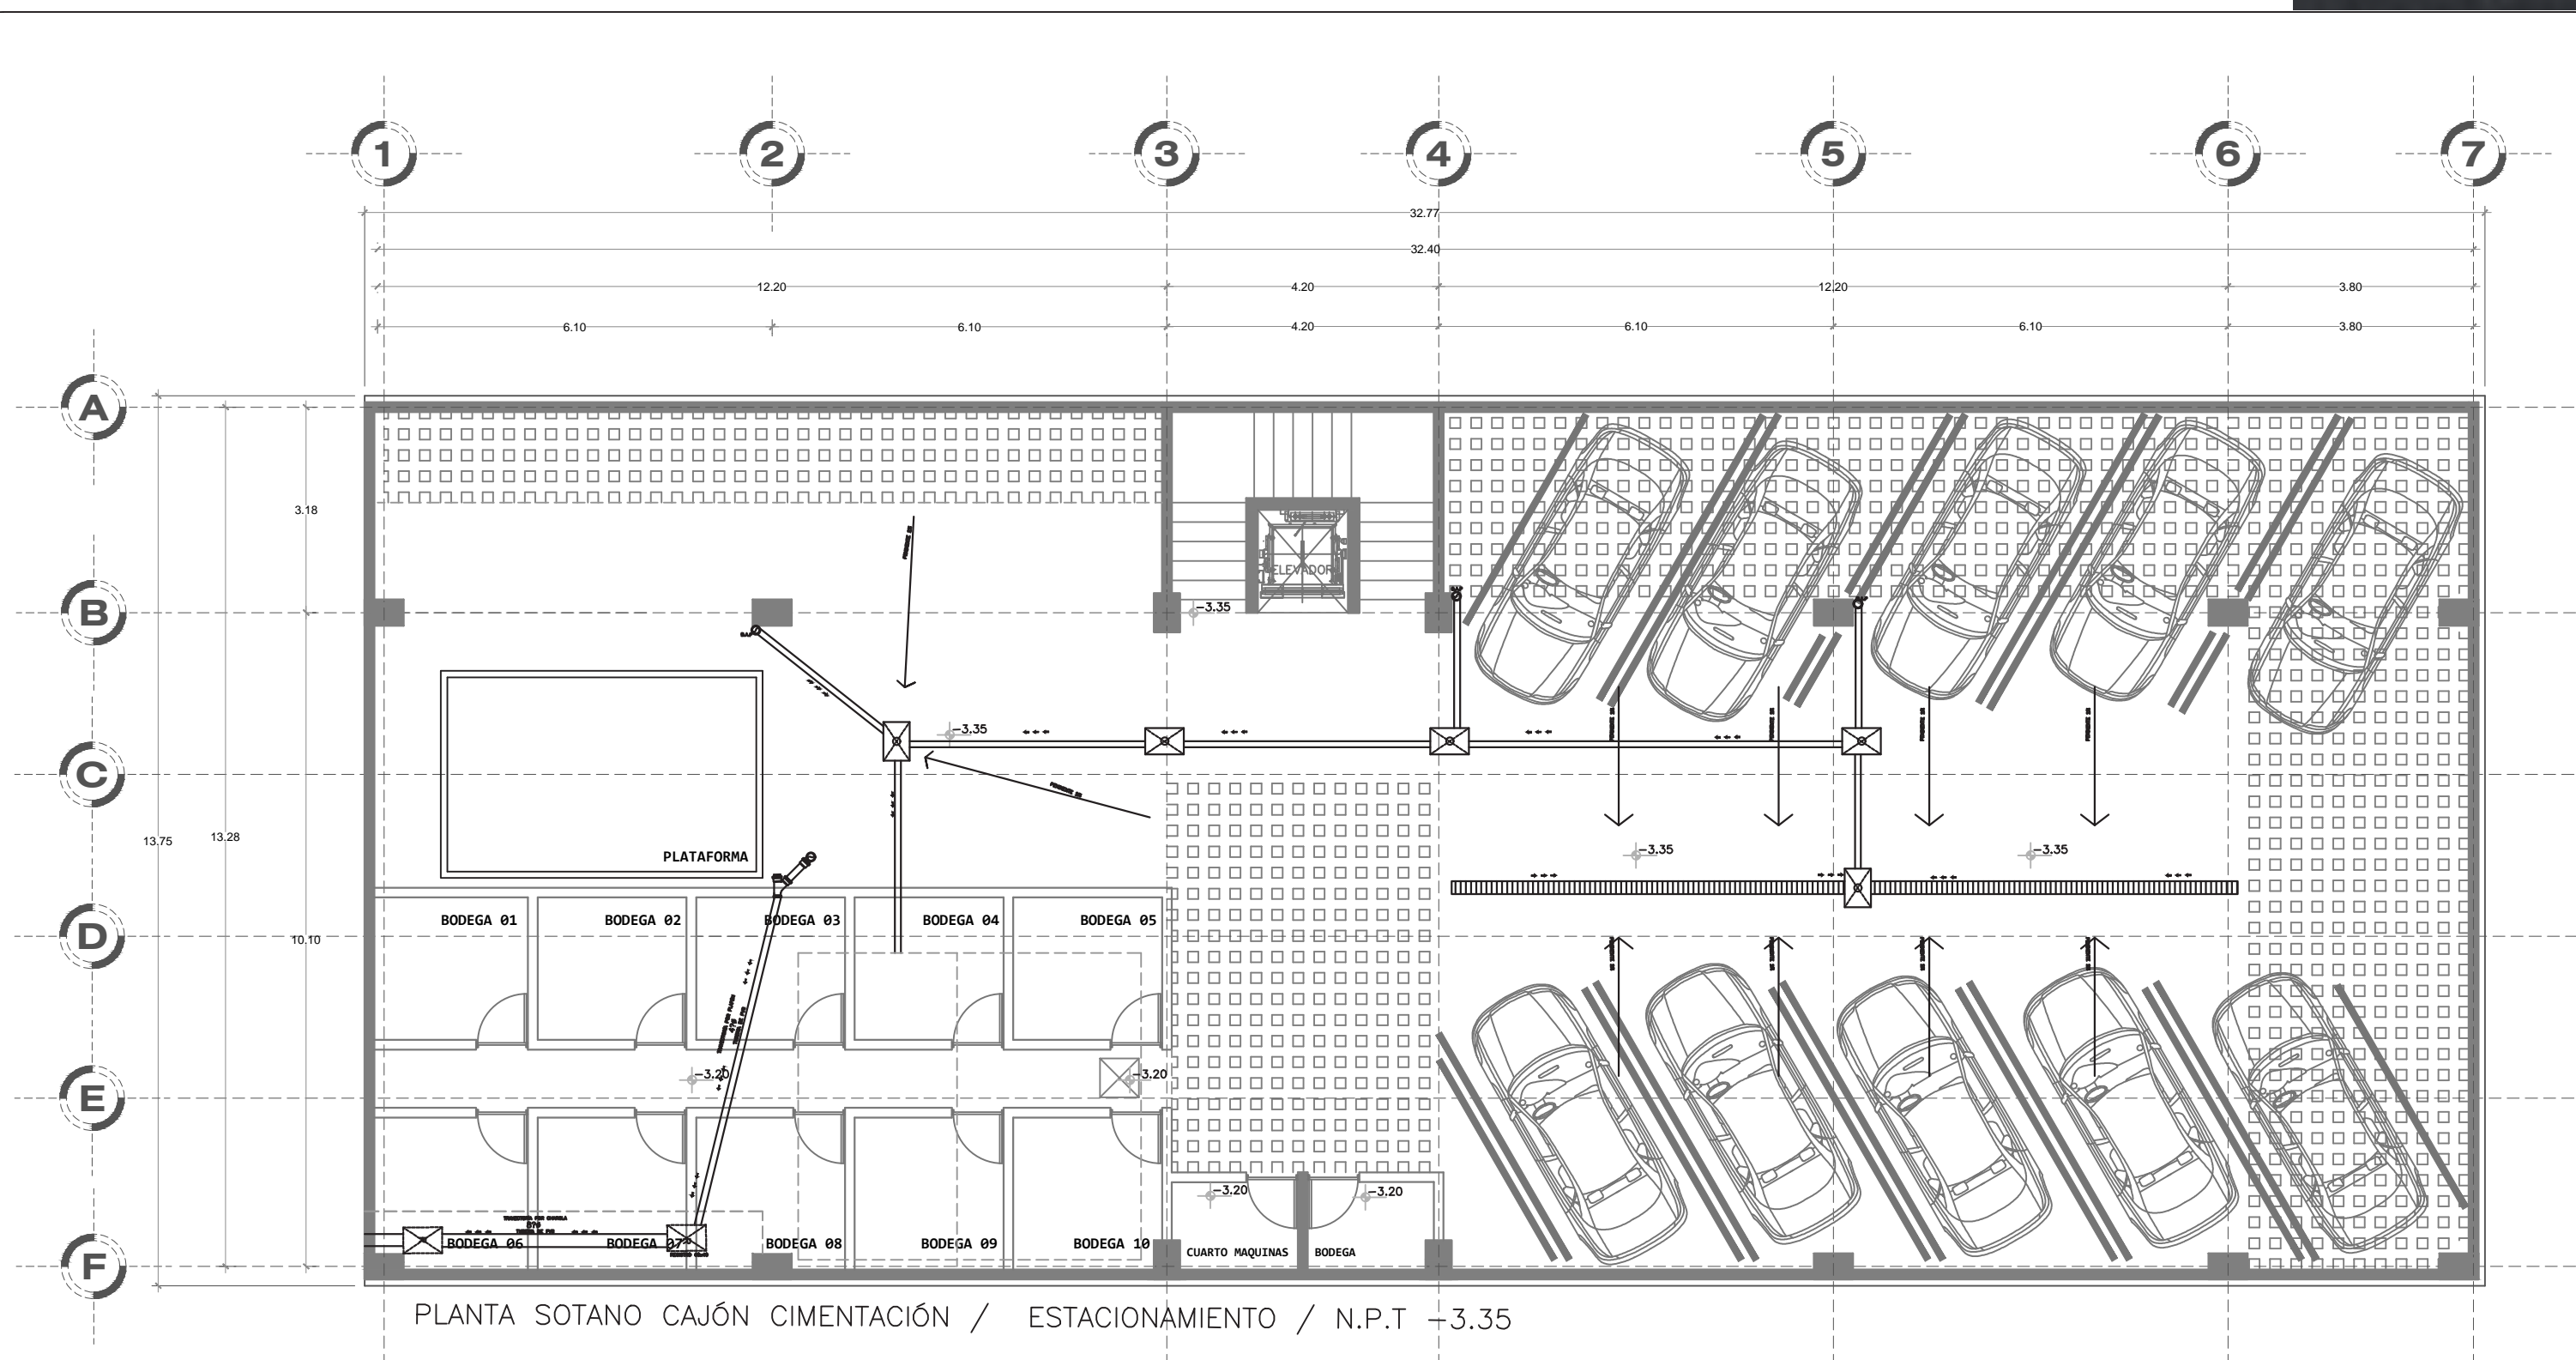 1 2 3 4 5 6 7
32.77
32.40
12.20 4.20 12.20 3.80
6.10 6.10 4.20 6.10 6.10 3.80
A
3.18
ELEVADOR
B
-3.35
-3.35
C
13.75 13.28
PLATAFORMA
-3.35 -3.35
BODEGA 01 BODEGA 02 BODEGA 03 BODEGA 04 BODEGA 05
D
10.10
-3.20 -3.20
E
-3.20 -3.20
BODEGA 06 BODEGA 07 BODEGA 08 BODEGA 09 BODEGA 10
CUARTO MAQUINAS BODEGA
F
PLANTA SOTANO CAJÓN CIMENTACIÓN / ESTACIONAMIENTO / N.P.T -3.35